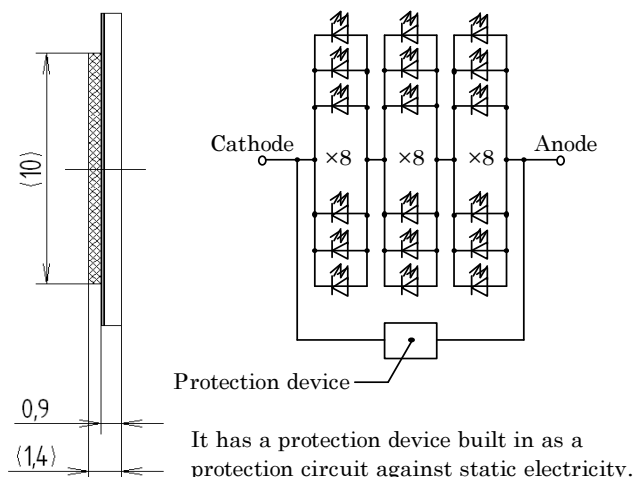 Cathode
×8 ×8 ×8
Anode
(10)
Protection device
0,9
(1,4)
It has a protection device built in as a
protection circuit against static electricity.